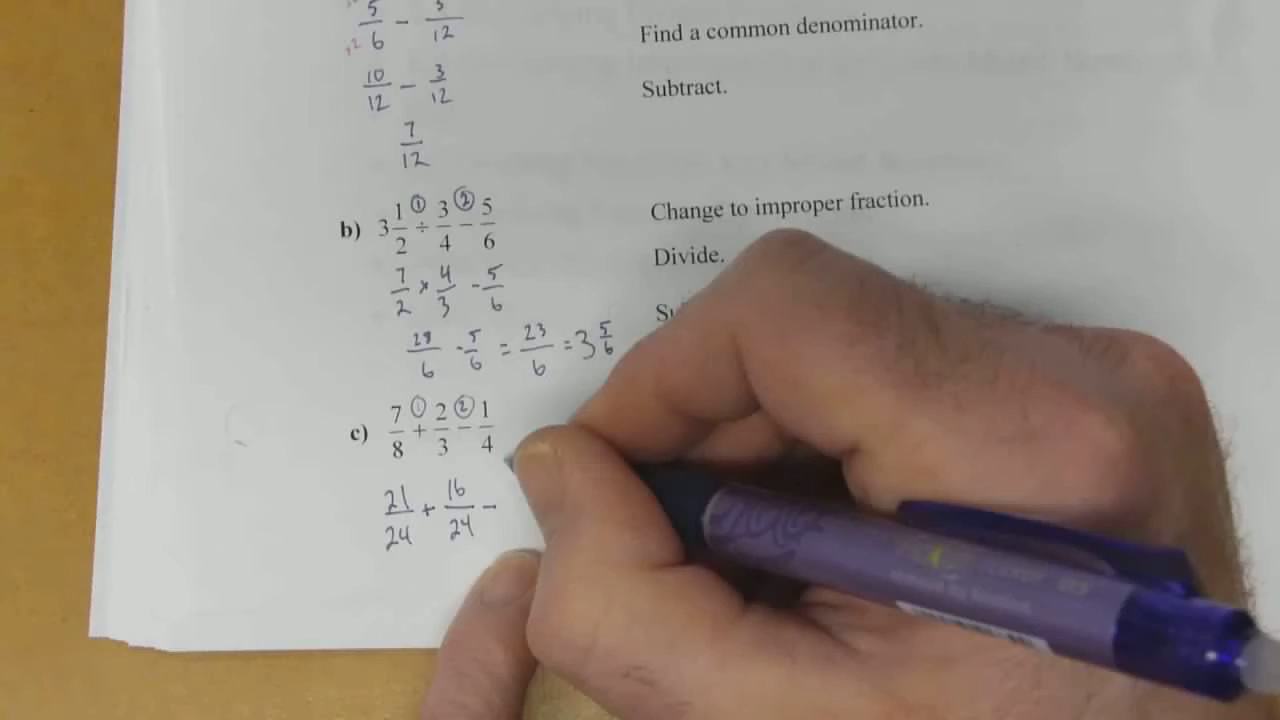 5/6 − 3/12 Find a common denominator.
10/12 − 3/12 Subtract.
7/12
b) 3 1/2 ① ÷ 3/4 ② − 5/6 Change to improper fraction.
7/2 × 4/3 − 5/6 Divide.
28/6 - 5/6 = 23/6 = 3 5/6
c) 7/8 ① + 2/3 ② − 1/4
21/24 + 16/24 −